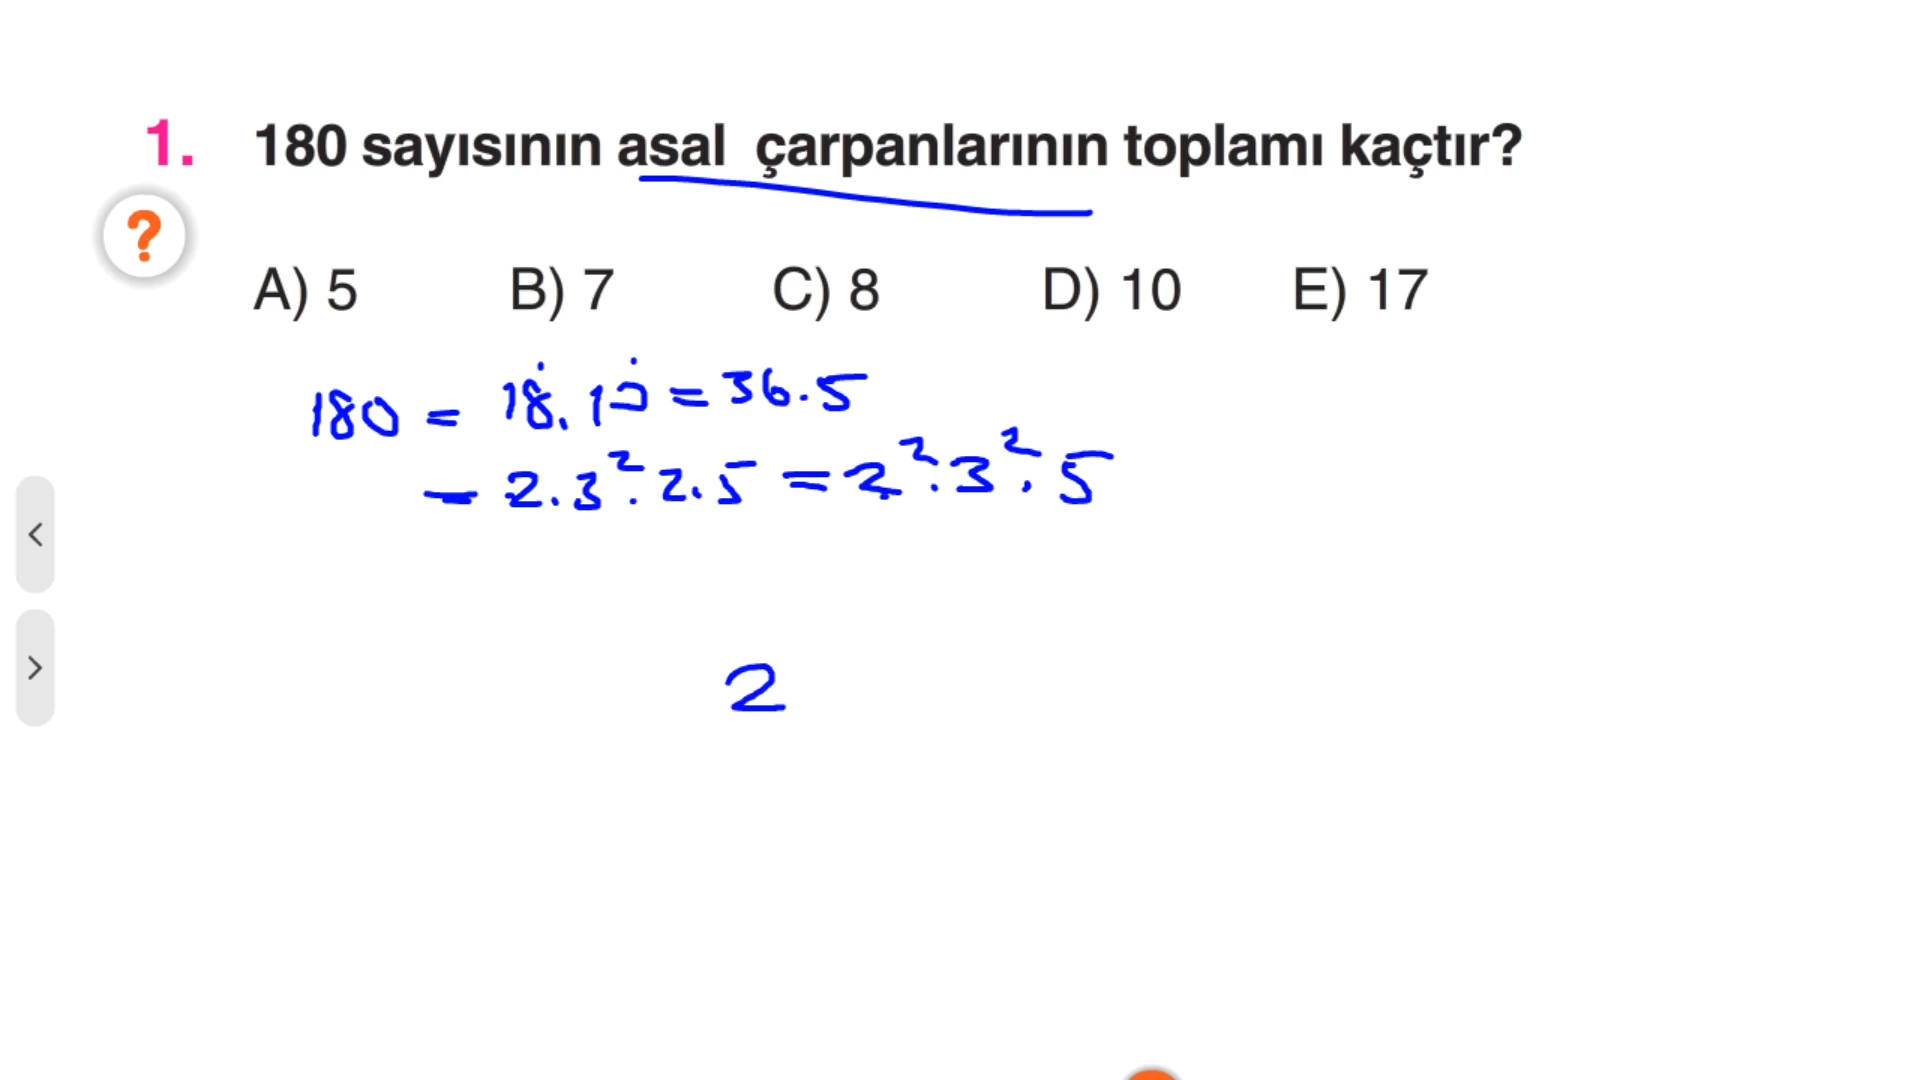 1. 180 sayısının asal çarpanlarının toplamı kaçtır?
?
A) 5 B) 7 C) 8 D) 10 E) 17
180 = 18.10 = 36.5
= 2.3².2.5 = 2².3².5
2